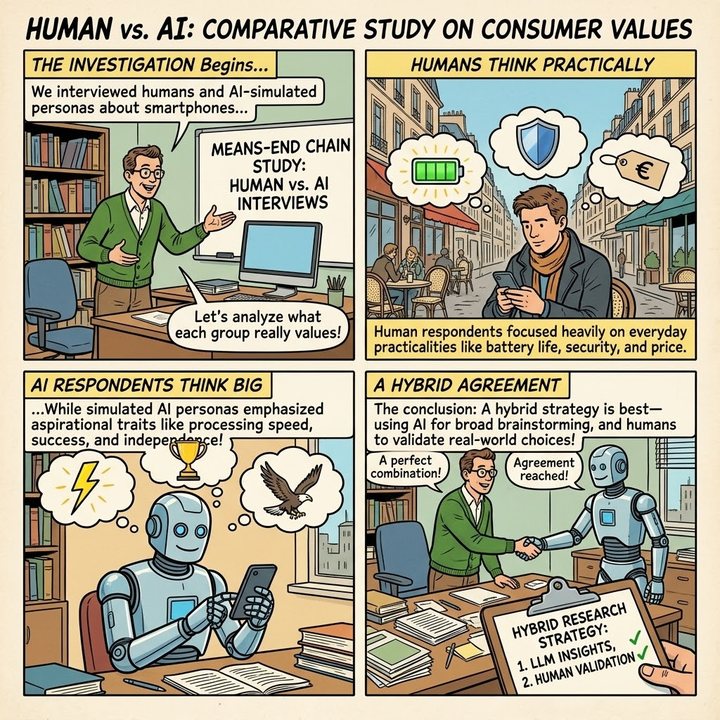 HUMAN vs. AI: COMPARATIVE STUDY ON CONSUMER VALUES
THE INVESTIGATION Begins...
We interviewed humans and AI-simulated
personas about smartphones...
MEANS-END CHAIN
STUDY:
HUMAN vs. AI
INTERVIEWS
Let's analyze what
each group really values!
HUMANS THINK PRACTICALLY
€
Human respondents focused heavily on everyday
practicalities like battery life, security, and price.
AI RESPONDENTS THINK BIG
...While simulated AI personas emphasized
aspirational traits like processing speed,
success, and independence!
A HYBRID AGREEMENT
The conclusion: A hybrid strategy is best—
using AI for broad brainstorming, and humans
to validate real-world choices!
A perfect
combination!
Agreement
reached!
HYBRID RESEARCH
STRATEGY:
1. LLM INSIGHTS,
2. HUMAN VALIDATION